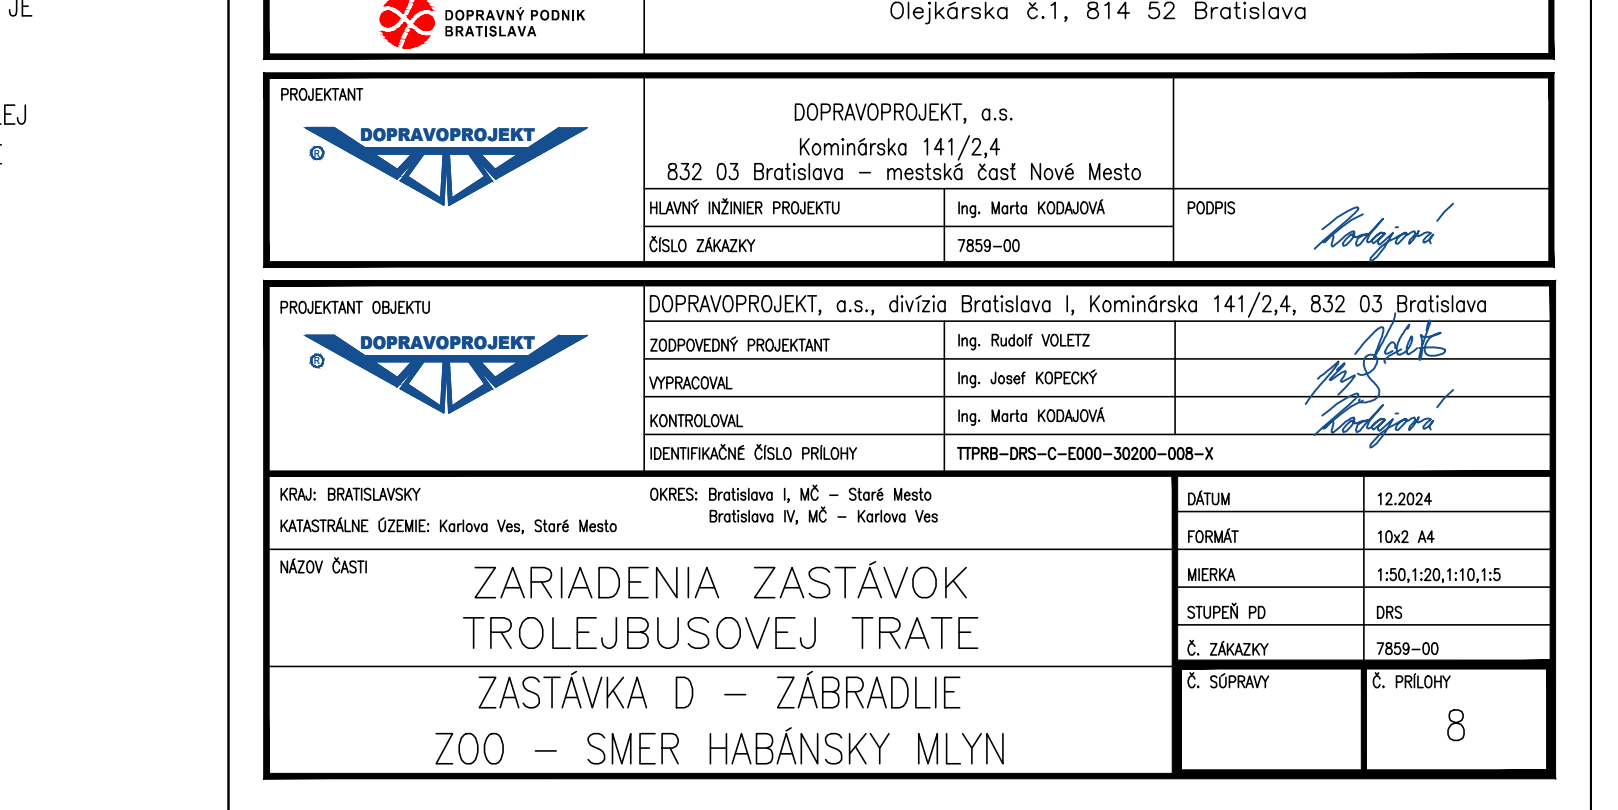 JE
EJ
DOPRAVNÝ PODNIK
BRATISLAVA
Olejkárska č.1, 814 52 Bratislava
PROJEKTANT
DOPRAVOPROJEKT
®
DOPRAVOPROJEKT, a.s.
Kominárska 141/2,4
832 03 Bratislava – mestská časť Nové Mesto
HLAVNÝ INŽINIER PROJEKTU Ing. Marta KODAJOVÁ PODPIS Kodajová
ČÍSLO ZÁKAZKY 7859-00
PROJEKTANT OBJEKTU
DOPRAVOPROJEKT
®
DOPRAVOPROJEKT, a.s., divízia Bratislava I, Kominárska 141/2,4, 832 03 Bratislava
ZODPOVEDNÝ PROJEKTANT Ing. Rudolf VOLETZ Voletz
VYPRACOVAL Ing. Josef KOPECKÝ
KONTROLOVAL Ing. Marta KODAJOVÁ Kodajová
IDENTIFIKAČNÉ ČÍSLO PRÍLOHY TTPRB-DRS-C-E000-30200-008-X
KRAJ: BRATISLAVSKY OKRES: Bratislava I, MČ – Staré Mesto
Bratislava IV, MČ – Karlova Ves
KATASTRÁLNE ÚZEMIE: Karlova Ves, Staré Mesto
DÁTUM 12.2024
FORMÁT 10x2 A4
MIERKA 1:50,1:20,1:10,1:5
STUPEŇ PD DRS
Č. ZÁKAZKY 7859-00
NÁZOV ČASTI
ZARIADENIA ZASTÁVOK
TROLEJBUSOVEJ TRATE
ZASTÁVKA D – ZÁBRADLIE
ZOO – SMER HABÁNSKY MLYN
Č. SÚPRAVY
Č. PRÍLOHY
8